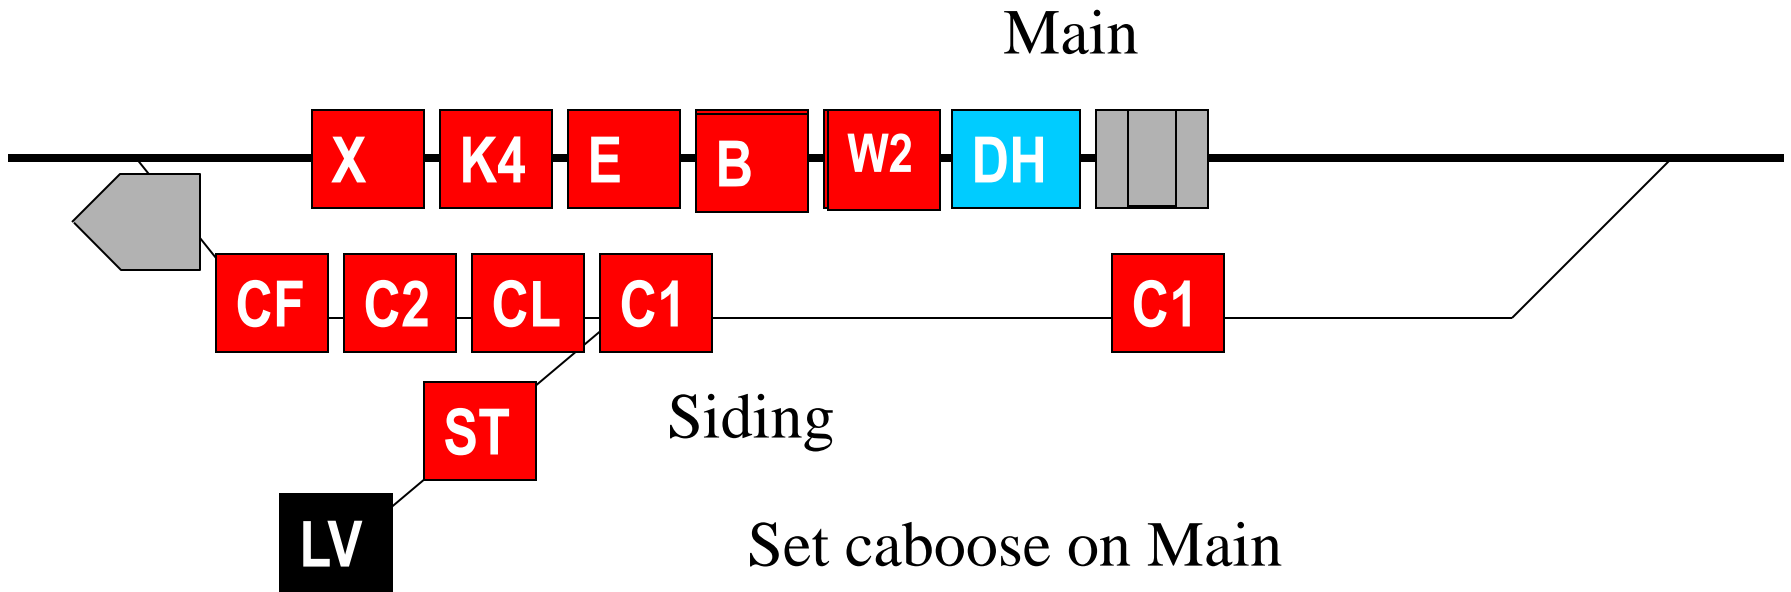 Main
X K4 E B W2 DH
CF C2 CL C1 C1
ST
Siding
LV
Set caboose on Main